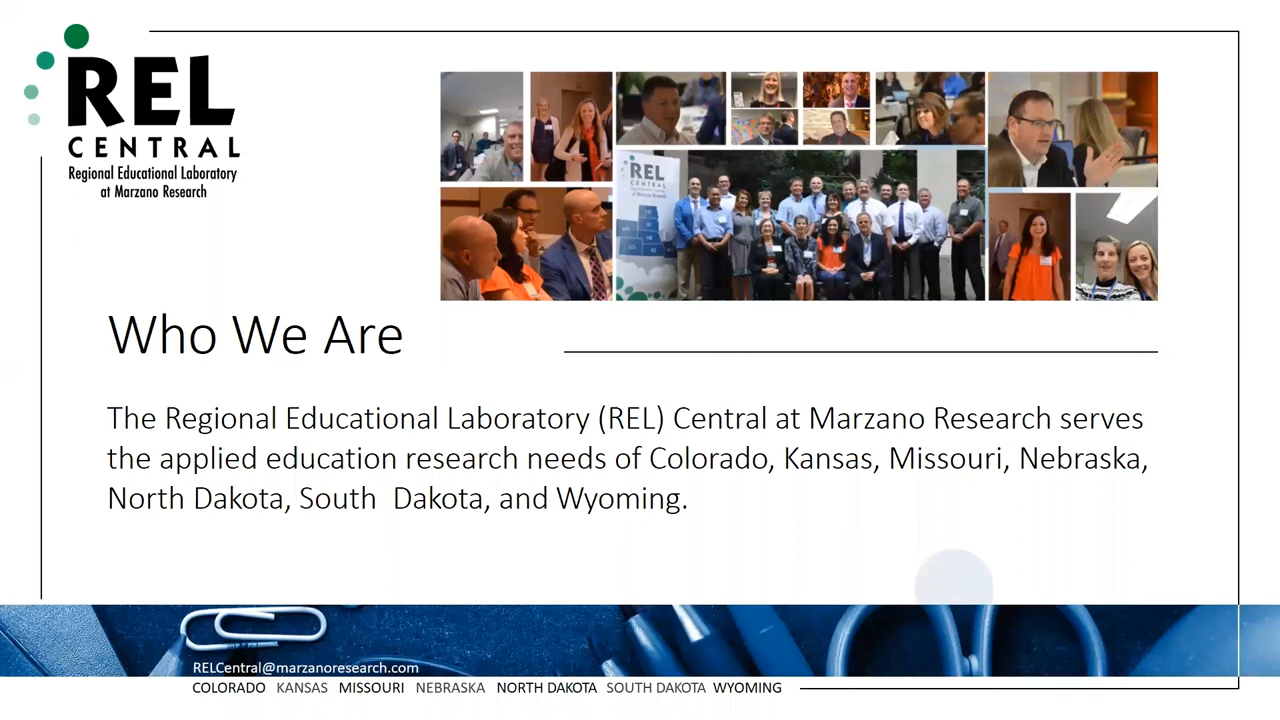 REL
CENTRAL
Regional Educational Laboratory
at Marzano Research
REL
CENTRAL
Who We Are
The Regional Educational Laboratory (REL) Central at Marzano Research serves
the applied education research needs of Colorado, Kansas, Missouri, Nebraska,
North Dakota, South Dakota, and Wyoming.
RELCentral@marzanoresearch.com
COLORADO KANSAS MISSOURI NEBRASKA NORTH DAKOTA SOUTH DAKOTA WYOMING